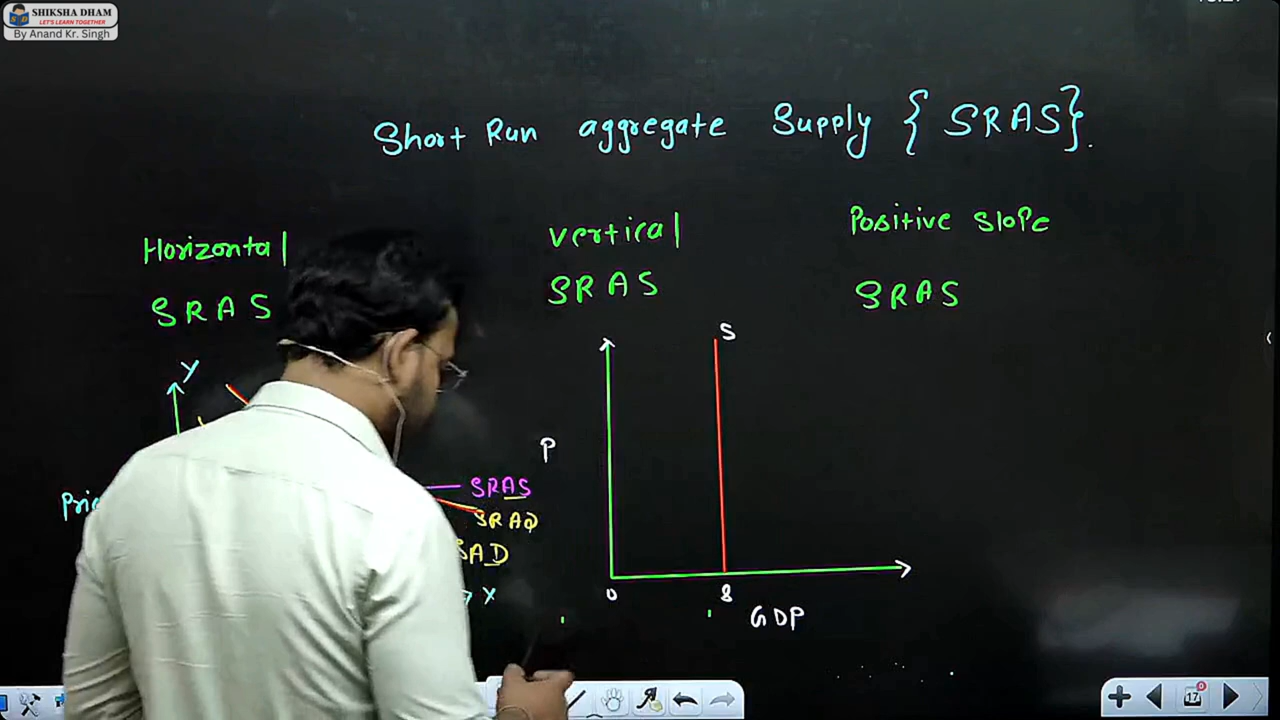 SHIKSHA DHAM
LET'S LEARN TOGETHER
By Anand Kr. Singh
Short Run aggregate Supply { SRAS}.
Horizontal
SRAS
Vertical
SRAS
Positive Slope
SRAS
Y
SRAS
SRAD
AD
X
P
S
0
8
GDP
17